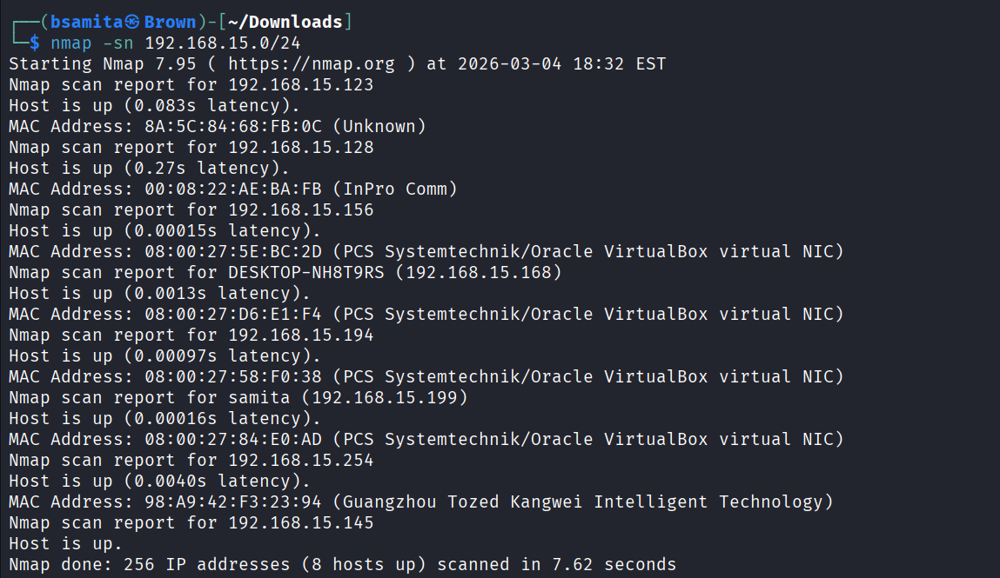 ┌──(bsamita㉿Brown)-[~/Downloads]
└─$ nmap -sn 192.168.15.0/24
Starting Nmap 7.95 ( https://nmap.org ) at 2026-03-04 18:32 EST
Nmap scan report for 192.168.15.123
Host is up (0.083s latency).
MAC Address: 8A:5C:84:68:FB:0C (Unknown)
Nmap scan report for 192.168.15.128
Host is up (0.27s latency).
MAC Address: 00:08:22:AE:BA:FB (InPro Comm)
Nmap scan report for 192.168.15.156
Host is up (0.00015s latency).
MAC Address: 08:00:27:5E:BC:2D (PCS Systemtechnik/Oracle VirtualBox virtual NIC)
Nmap scan report for DESKTOP-NH8T9RS (192.168.15.168)
Host is up (0.0013s latency).
MAC Address: 08:00:27:D6:E1:F4 (PCS Systemtechnik/Oracle VirtualBox virtual NIC)
Nmap scan report for 192.168.15.194
Host is up (0.00097s latency).
MAC Address: 08:00:27:58:F0:38 (PCS Systemtechnik/Oracle VirtualBox virtual NIC)
Nmap scan report for samita (192.168.15.199)
Host is up (0.00016s latency).
MAC Address: 08:00:27:84:E0:AD (PCS Systemtechnik/Oracle VirtualBox virtual NIC)
Nmap scan report for 192.168.15.254
Host is up (0.0040s latency).
MAC Address: 98:A9:42:F3:23:94 (Guangzhou Tozed Kangwei Intelligent Technology)
Nmap scan report for 192.168.15.145
Host is up.
Nmap done: 256 IP addresses (8 hosts up) scanned in 7.62 seconds